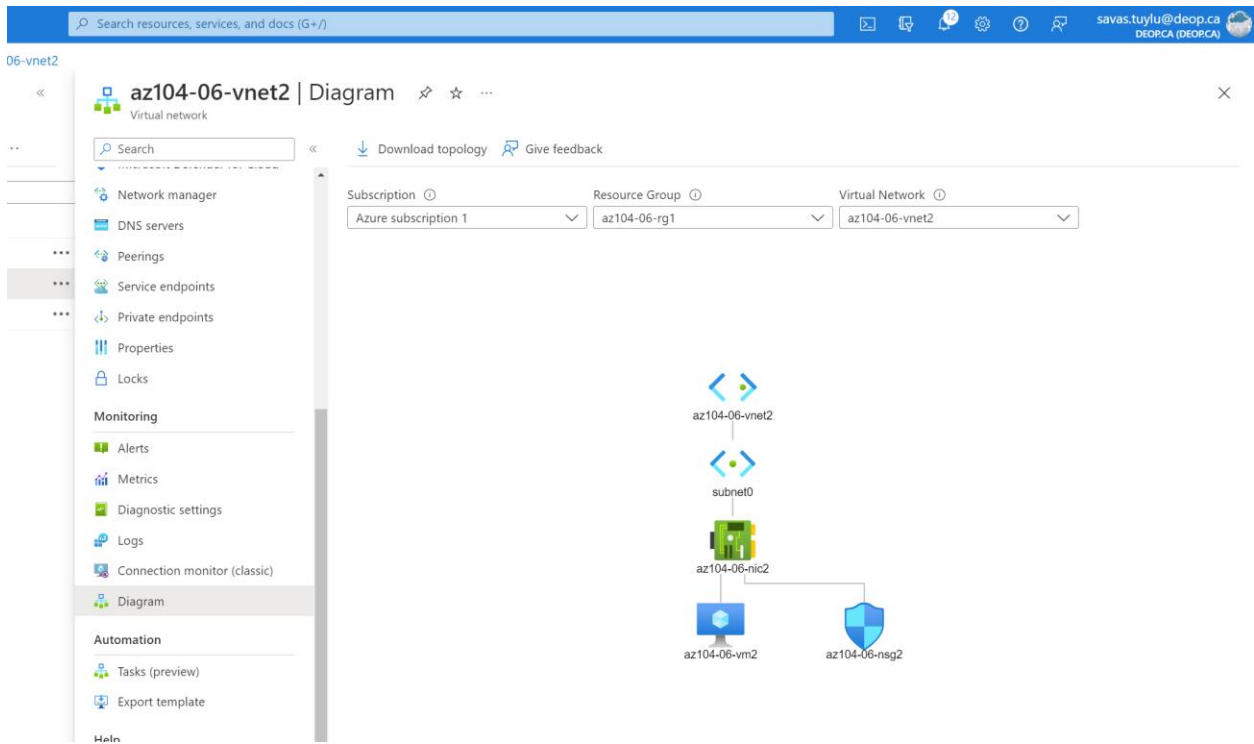 Search resources, services, and docs (G+/)
12
savas.tuylu@deop.ca
DEOP.CA (DEOP.CA)
06-vnet2
az104-06-vnet2 | Diagram
Virtual network
Search
Download topology
Give feedback
Network manager
DNS servers
Peerings
Service endpoints
Private endpoints
Properties
Locks
Monitoring
Alerts
Metrics
Diagnostic settings
Logs
Connection monitor (classic)
Diagram
Automation
Tasks (preview)
Export template
Help
Subscription
Resource Group
Virtual Network
Azure subscription 1
az104-06-rg1
az104-06-vnet2
az104-06-vnet2
subnet0
az104-06-nic2
az104-06-vm2
az104-06-nsg2